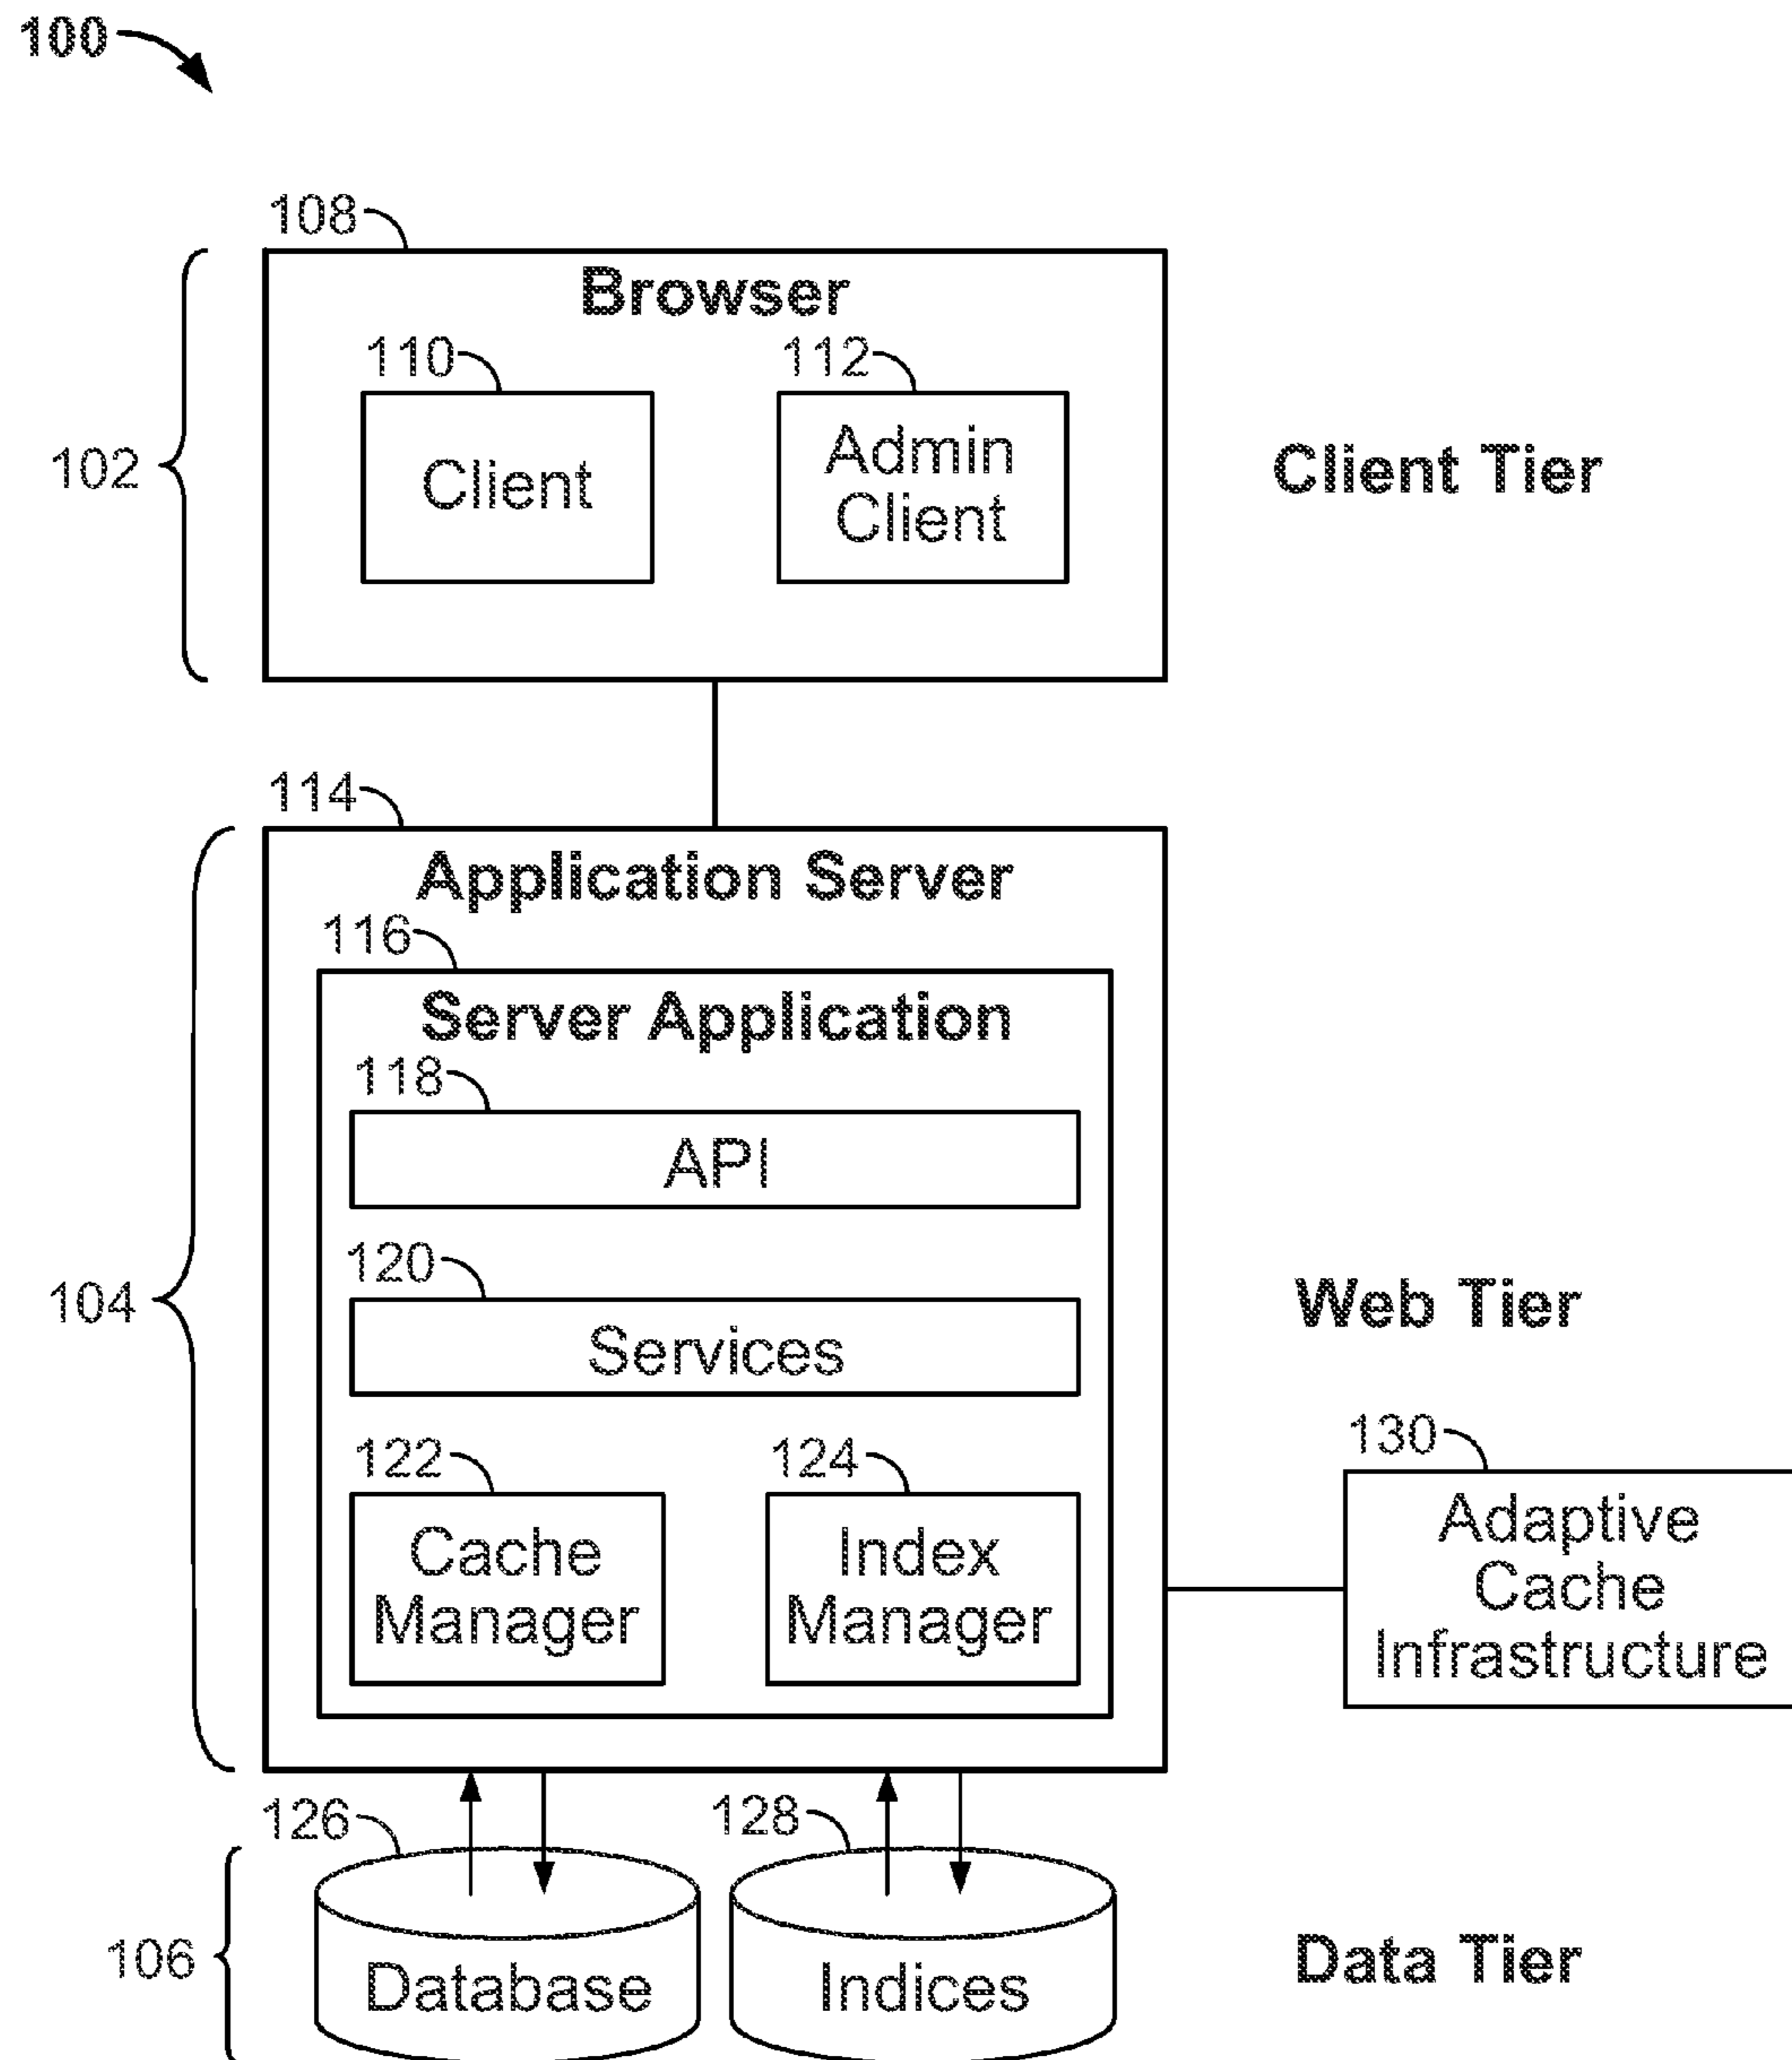 100
108
Browser
110
112
Client
Admin
Client
102
Client Tier
114
Application Server
116
Server Application
118
API
120
Services
104
Web Tier
122
Cache
Manager
124
Index
Manager
130
Adaptive
Cache
Infrastructure
126
128
106
Database
Indices
Data Tier